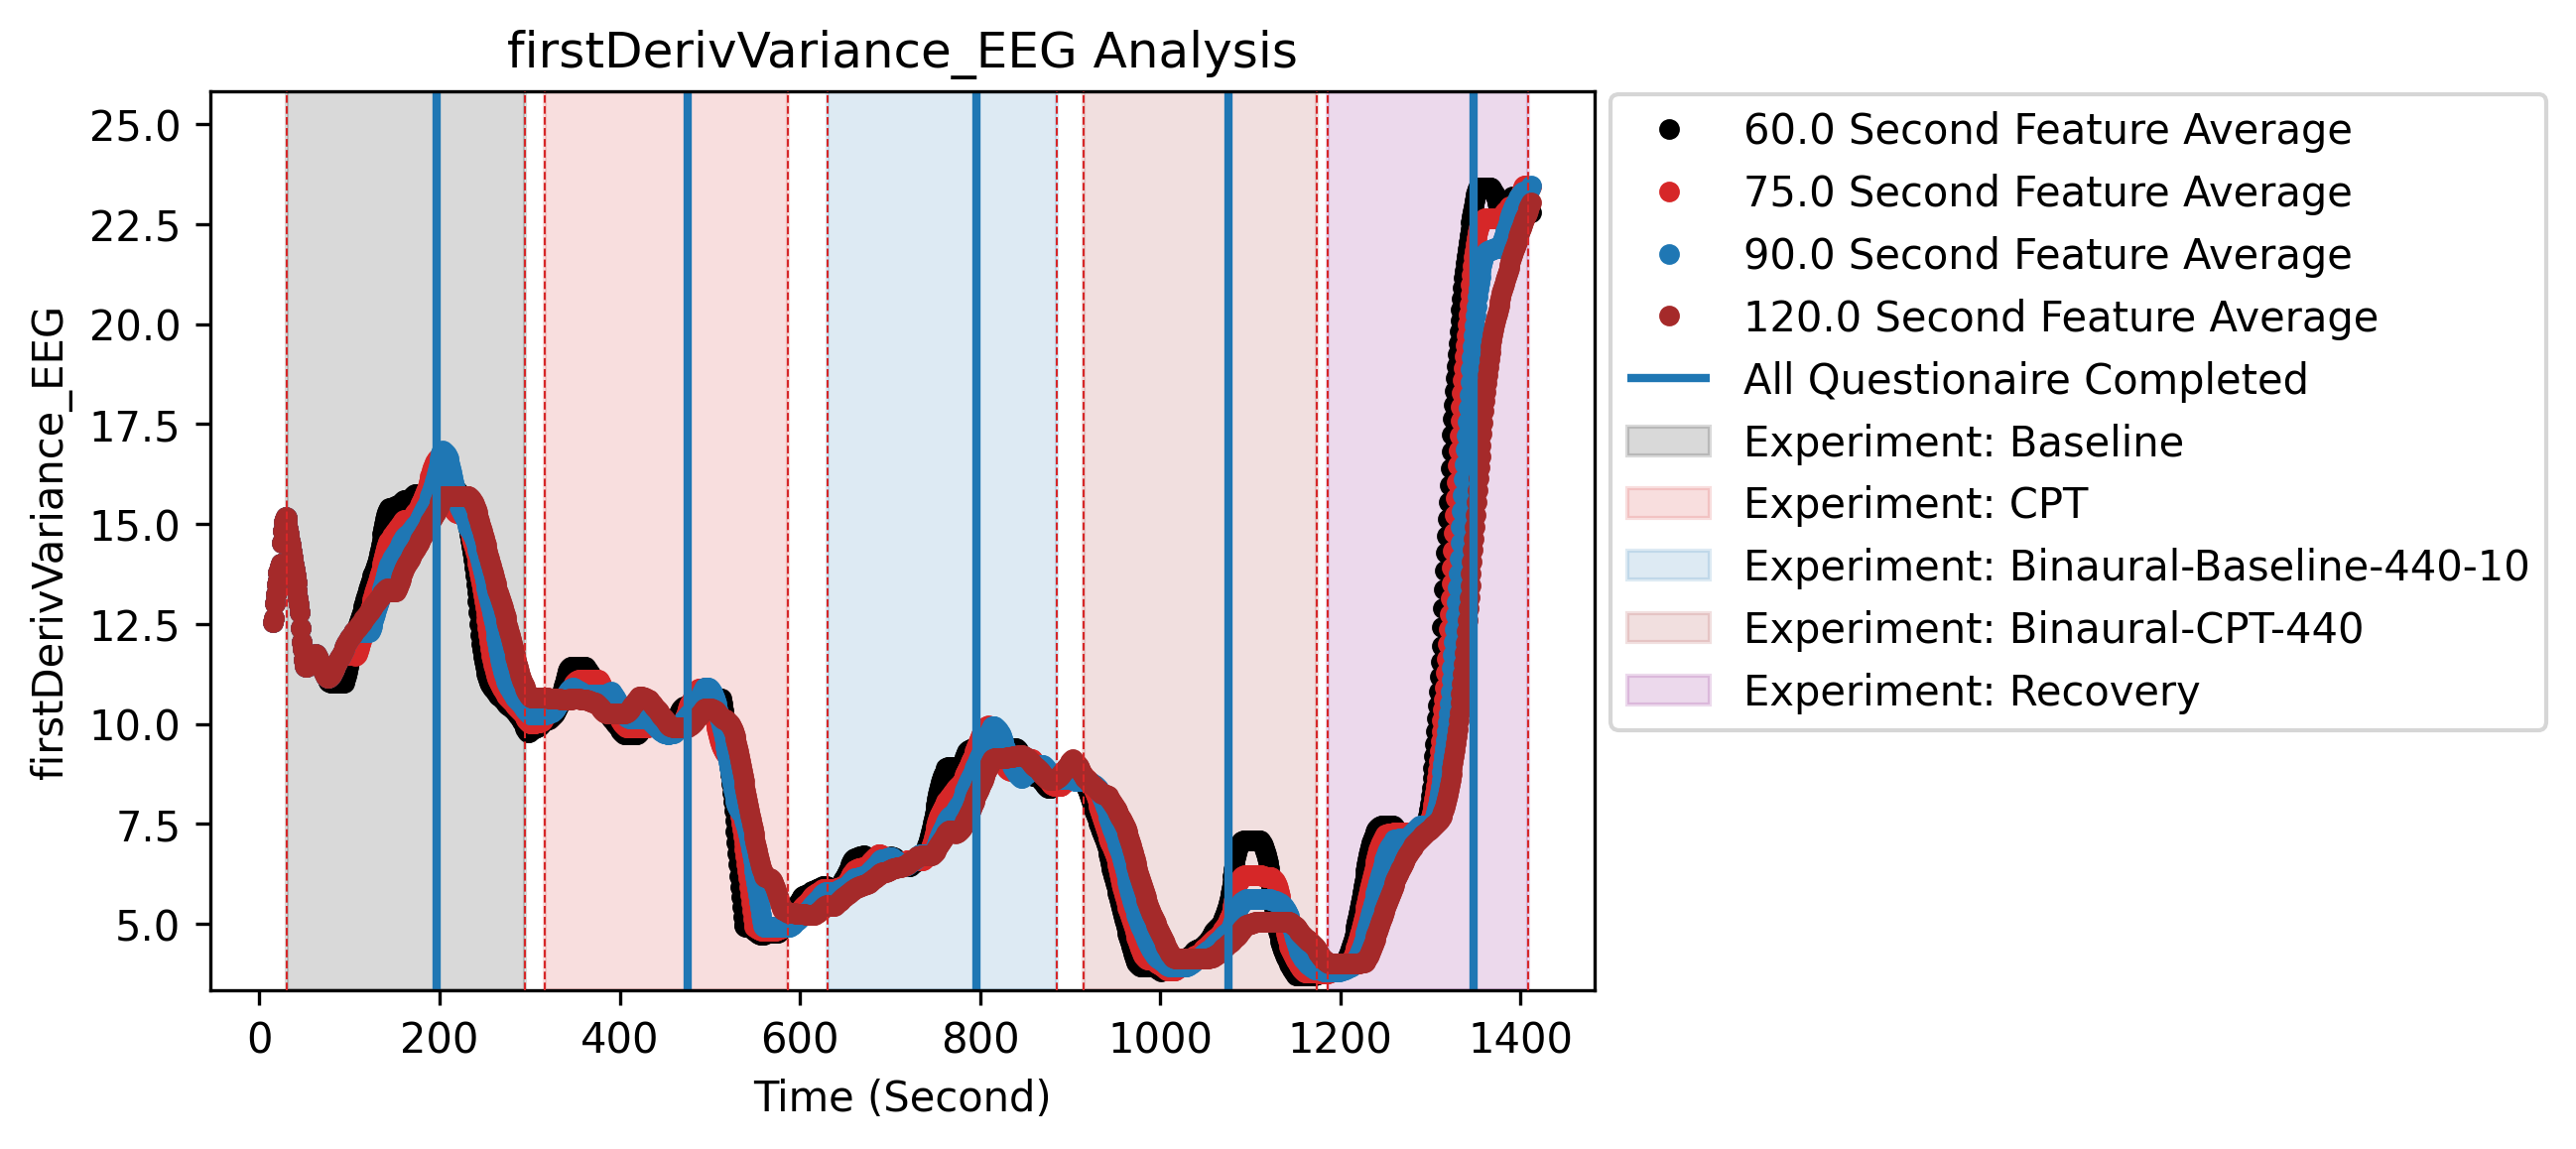 firstDerivVariance_EEG Analysis
firstDerivVariance_EEG
25.0
22.5
20.0
17.5
15.0
12.5
10.0
7.5
5.0
0 200 400 600 800 1000 1200 1400
Time (Second)
60.0 Second Feature Average
75.0 Second Feature Average
90.0 Second Feature Average
120.0 Second Feature Average
All Questionaire Completed
Experiment: Baseline
Experiment: CPT
Experiment: Binaural-Baseline-440-10
Experiment: Binaural-CPT-440
Experiment: Recovery